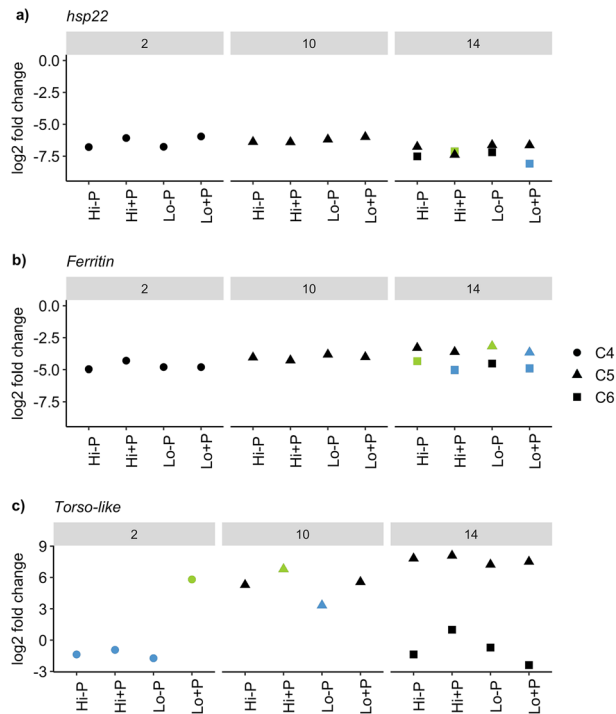 a) hsp22
2 10 14
log2 fold change
0.0
-2.5
-5.0
-7.5
Hi-P Hi+P Lo-P Lo+P Hi-P Hi+P Lo-P Lo+P Hi-P Hi+P Lo-P Lo+P
b) Ferritin
2 10 14
log2 fold change
0.0
-2.5
-5.0
-7.5
Hi-P Hi+P Lo-P Lo+P Hi-P Hi+P Lo-P Lo+P Hi-P Hi+P Lo-P Lo+P
C4
C5
C6
c) Torso-like
2 10 14
log2 fold change
9
6
3
0
-3
Hi-P Hi+P Lo-P Lo+P Hi-P Hi+P Lo-P Lo+P Hi-P Hi+P Lo-P Lo+P